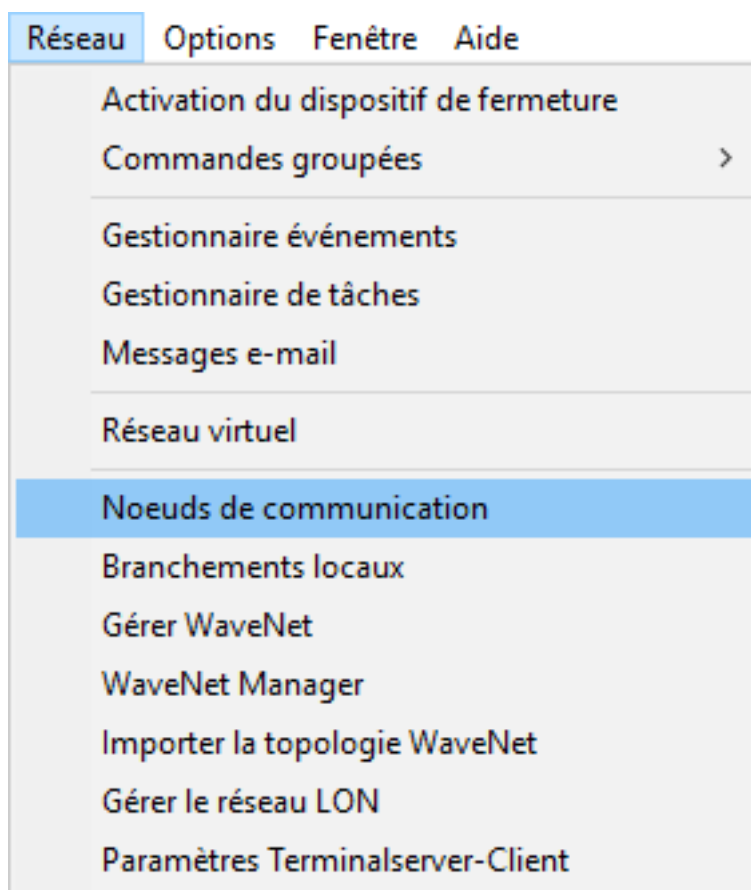 Réseau Options Fenêtre Aide
Activation du dispositif de fermeture
Commandes groupées
Gestionnaire événements
Gestionnaire de tâches
Messages e-mail
Réseau virtuel
Noeuds de communication
Branchements locaux
Gérer WaveNet
WaveNet Manager
Importer la topologie WaveNet
Gérer le réseau LON
Paramètres Terminalserver-Client